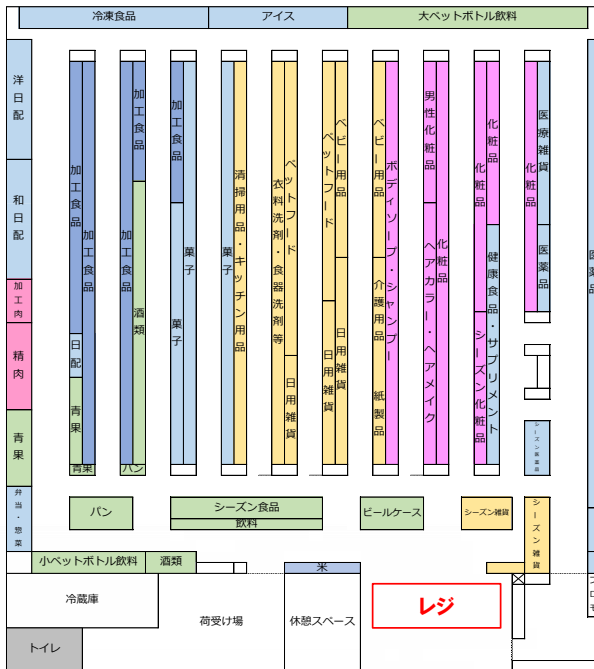 冷凍食品
アイス
大ペットボトル飲料
洋日配
和日配
加工肉
精肉
青果
弁当・惣菜
加工食品
日配
青果
加工食品
青果
加工食品
パン
加工食品
酒類
加工食品
菓子
菓子
菓子
清掃用品・キッチン用品
衣料洗剤・食器洗剤等
ペットフード
日用雑貨
ペットフード
日用雑貨
ベビー用品
日用雑貨
ベビー用品
介護用品
紙製品
ボディソープ・シャンプー
男性化粧品
ヘアカラー・ヘアメイク
化粧品
化粧品
シーズン化粧品
化粧品
健康食品・サプリメント
化粧品
医療雑貨
医薬品
シーズン医薬品
医薬品
パン
シーズン食品
飲料
ビールケース
シーズン雑貨
シーズン雑貨
小ペットボトル飲料
酒類
米
冷蔵庫
荷受け場
休憩スペース
レジ
トイレ
プロモ